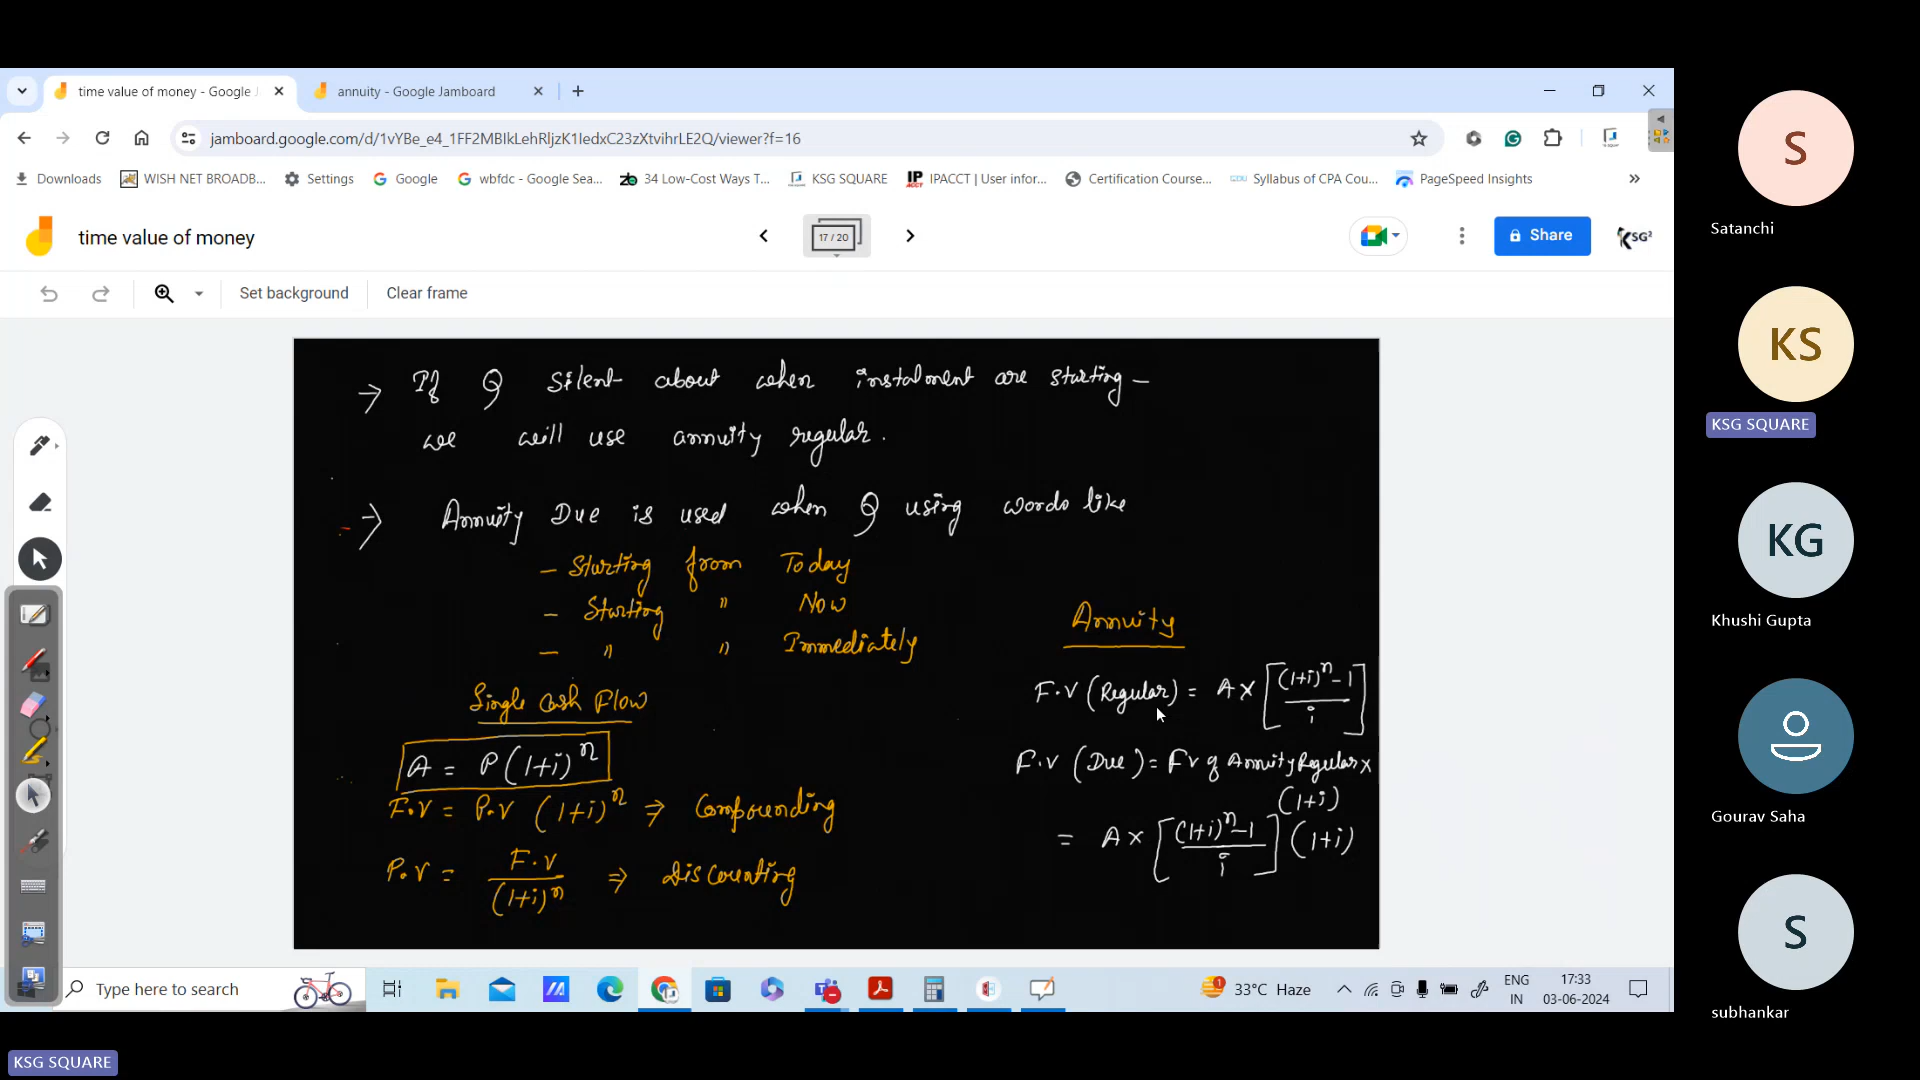 time value of money - Google J
annuity - Google Jamboard
jamboard.google.com/d/1vYBe_e4_1FF2MBIkLehRljzK1IedxC23zXtvihrLE2Q/viewer?f=16
Downloads
WISH NET BROADB...
Settings
Google
wbfdc - Google Sea...
34 Low-Cost Ways T...
KSG SQUARE
IPACCT | User infor...
Certification Course...
Syllabus of CPA Cou...
PageSpeed Insights
time value of money
17 / 20
Share
KSG²
Set background
Clear frame
→ If Q Silent about when instalment are starting –
we will use annuity regular.
→ Annuity Due is used when Q using words like
– Starting from Today
– Starting " Now
– " " Immediately
Single Cash Flow
A = P(1+i)ⁿ
F.V = P.V (1+i)ⁿ ⇒ Compounding
P.V = F.V / (1+i)ⁿ ⇒ Discounting
Annuity
F.V (Regular) = A × [(1+i)ⁿ-1 / i]
F.V (Due) = FV of Annuity Regular ×
(1+i)
= A × [(1+i)ⁿ-1 / i] (1+i)
Type here to search
33°C Haze
ENG
IN
17:33
03-06-2024
S
Satanchi
KS
KSG SQUARE
KG
Khushi Gupta
Gourav Saha
S
subhankar
KSG SQUARE